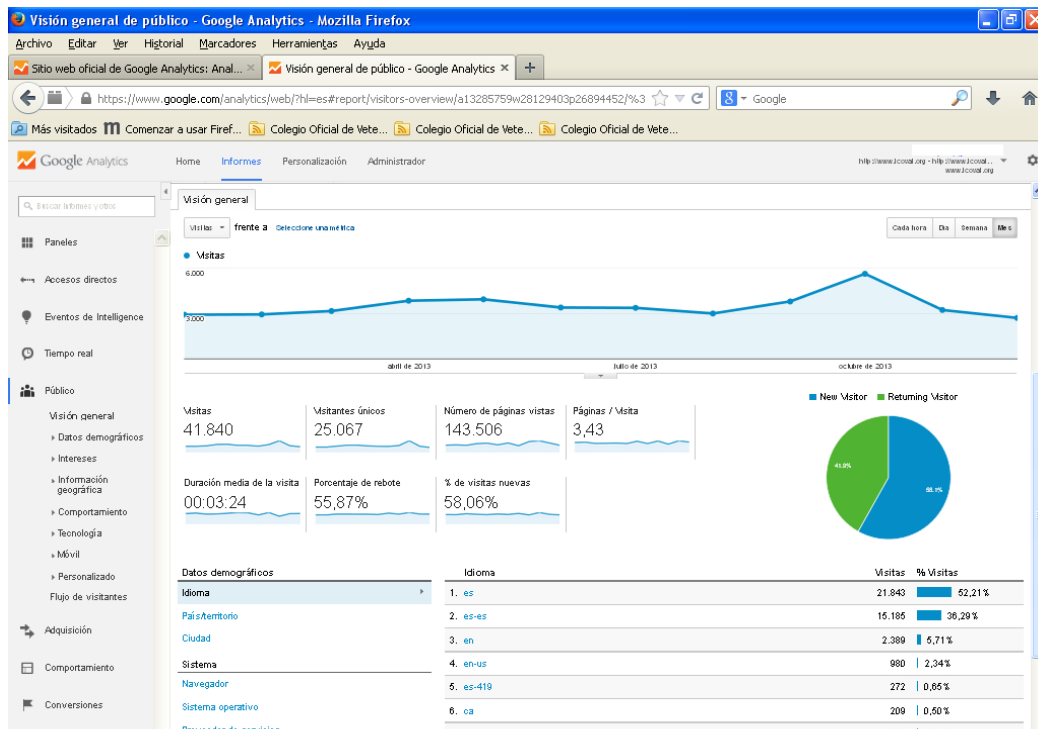 Visión general de público - Google Analytics - Mozilla Firefox
Archivo Editar Ver Historial Marcadores Herramientas Ayuda
Sitio web oficial de Google Analytics: Anal... × Visión general de público - Google Analytics × +
https://www.google.com/analytics/web/?hl=es#report/visitors-overview/a13285759w28129403p26894452/%3 Google
Más visitados Comenzar a usar Firef... Colegio Oficial de Vete... Colegio Oficial de Vete... Colegio Oficial de Vete...
Google Analytics Home Informes Personalización Administrador
Buscar informes y otros
Paneles
Accesos directos
Eventos de Intelligence
Tiempo real
Público
Visión general
Datos demográficos
Intereses
Información
geográfica
Comportamiento
Tecnología
Móvil
Personalizado
Flujo de visitantes
Adquisición
Comportamiento
Conversiones
Visión general
Visitas frente a Seleccione una métrica
Cada hora Día Semana Mes
Visitas
6.000
3.000
abril de 2013 julio de 2013 octubre de 2013
New Visitor Returning Visitor
41,9%
58,1%
Visitas Visitantes únicos Número de páginas vistas Páginas / Visita
41.840 25.067 143.506 3,43
Duración media de la visita Porcentaje de rebote % de visitas nuevas
00:03:24 55,87% 58,06%
Datos demográficos
Idioma
País/territorio
Ciudad
Sistema
Navegador
Sistema operativo
Idioma Visitas % Visitas
1. es 21.843 52,21 %
2. es-es 15.185 36,29 %
3. en 2.389 5,71 %
4. en-us 980 2,34 %
5. es-419 272 0,65 %
6. ca 209 0,50 %